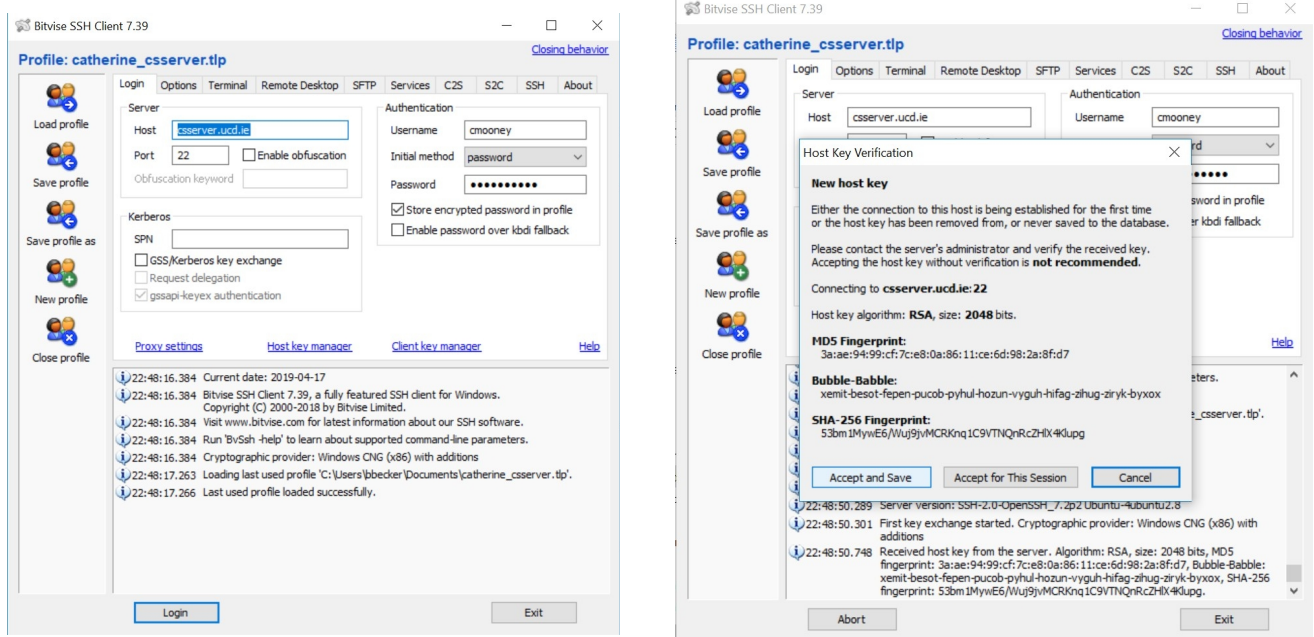 Bitvise SSH Client 7.39
Profile: catherine_csserver.tlp
Closing behavior
Load profile
Save profile
Save profile as
New profile
Close profile
Login Options Terminal Remote Desktop SFTP Services C2S S2C SSH About
Server
Host csserver.ucd.ie
Port 22 Enable obfuscation
Obfuscation keyword
Kerberos
SPN
GSS/Kerberos key exchange
Request delegation
gssapi-keyex authentication
Authentication
Username cmooney
Initial method password
Password ●●●●●●●●●●
Store encrypted password in profile
Enable password over kbdi fallback
Proxy settings Host key manager Client key manager Help
22:48:16.384 Current date: 2019-04-17
22:48:16.384 Bitvise SSH Client 7.39, a fully featured SSH client for Windows.
Copyright (C) 2000-2018 by Bitvise Limited.
22:48:16.384 Visit www.bitvise.com for latest information about our SSH software.
22:48:16.384 Run 'BvSsh -help' to learn about supported command-line parameters.
22:48:16.384 Cryptographic provider: Windows CNG (x86) with additions
22:48:17.263 Loading last used profile 'C:\Users\bbecker\Documents\catherine_csserver.tlp'.
22:48:17.266 Last used profile loaded successfully.
Login Exit
Bitvise SSH Client 7.39
Profile: catherine_csserver.tlp
Closing behavior
Load profile
Save profile
Save profile as
New profile
Close profile
Login Options Terminal Remote Desktop SFTP Services C2S S2C SSH About
Server
Host csserver.ucd.ie
Authentication
Username cmooney
rd
●●●●●
sword in profile
er kbdi fallback
Help
Host Key Verification
New host key
Either the connection to this host is being established for the first time
or the host key has been removed from, or never saved to the database.
Please contact the server's administrator and verify the received key.
Accepting the host key without verification is not recommended.
Connecting to csserver.ucd.ie:22
Host key algorithm: RSA, size: 2048 bits.
MD5 Fingerprint:
3a:ae:94:99:cf:7c:e8:0a:86:11:ce:6d:98:2a:8f:d7
Bubble-Babble:
xemit-besot-fepen-pucob-pyhul-hozun-vyguh-hifag-zihug-ziryk-byxox
SHA-256 Fingerprint:
53bm1MywE6/Wuj9jvMCRKnq1C9VTNQnRcZHlX4Klupg
Accept and Save Accept for This Session Cancel
eters.
e_csserver.tlp'.
22:48:50.289 Server version: SSH-2.0-OpenSSH_7.2p2 Ubuntu-4ubuntu2.8
22:48:50.301 First key exchange started. Cryptographic provider: Windows CNG (x86) with
additions
22:48:50.748 Received host key from the server. Algorithm: RSA, size: 2048 bits, MD5
fingerprint: 3a:ae:94:99:cf:7c:e8:0a:86:11:ce:6d:98:2a:8f:d7, Bubble-Babble:
xemit-besot-fepen-pucob-pyhul-hozun-vyguh-hifag-zihug-ziryk-byxox, SHA-256
fingerprint: 53bm1MywE6/Wuj9jvMCRKnq1C9VTNQnRcZHlX4Klupg.
Abort Exit